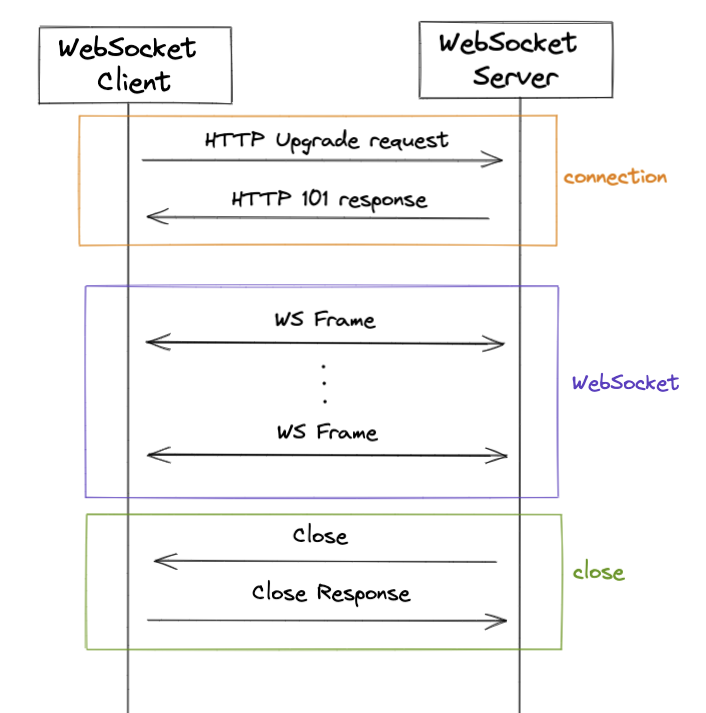 WebSocket
Client
WebSocket
Server
HTTP Upgrade request
connection
HTTP 101 response
WS Frame
WebSocket
WS Frame
Close
close
Close Response